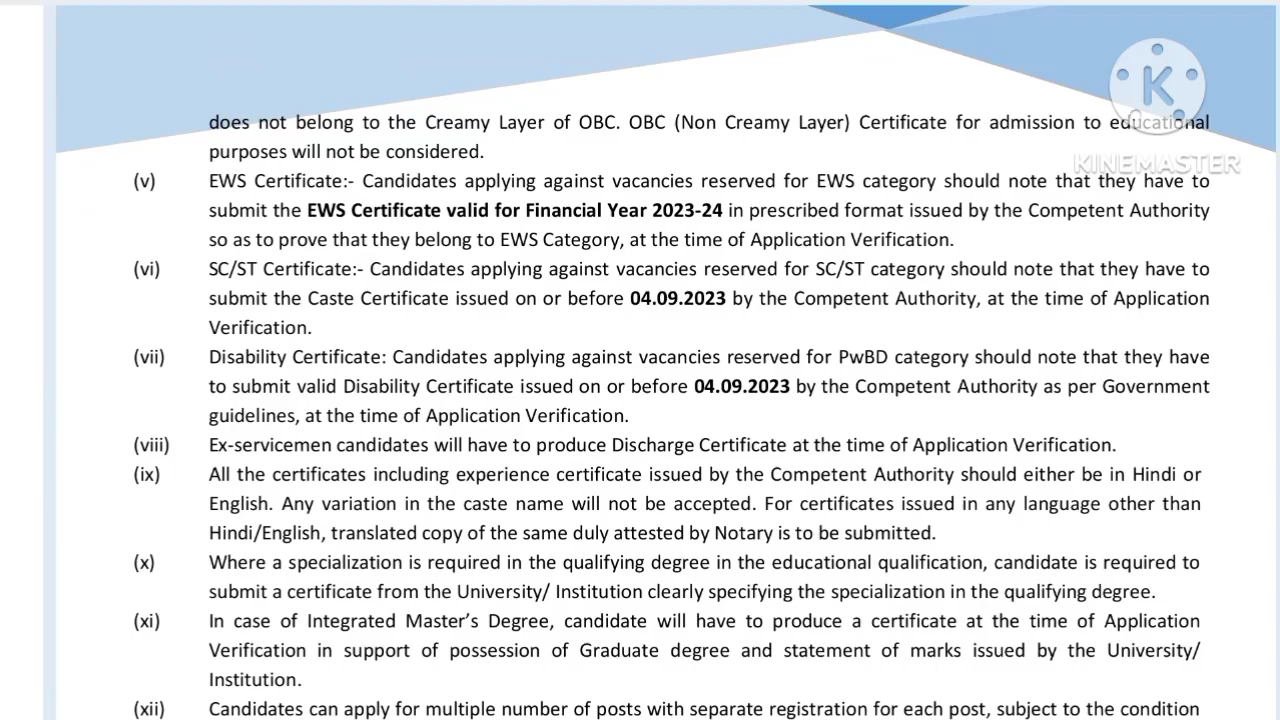 does not belong to the Creamy Layer of OBC. OBC (Non Creamy Layer) Certificate for admission to educational
purposes will not be considered.
KINEMASTER
(v) EWS Certificate:- Candidates applying against vacancies reserved for EWS category should note that they have to
submit the EWS Certificate valid for Financial Year 2023-24 in prescribed format issued by the Competent Authority
so as to prove that they belong to EWS Category, at the time of Application Verification.
(vi) SC/ST Certificate:- Candidates applying against vacancies reserved for SC/ST category should note that they have to
submit the Caste Certificate issued on or before 04.09.2023 by the Competent Authority, at the time of Application
Verification.
(vii) Disability Certificate: Candidates applying against vacancies reserved for PwBD category should note that they have
to submit valid Disability Certificate issued on or before 04.09.2023 by the Competent Authority as per Government
guidelines, at the time of Application Verification.
(viii) Ex-servicemen candidates will have to produce Discharge Certificate at the time of Application Verification.
(ix) All the certificates including experience certificate issued by the Competent Authority should either be in Hindi or
English. Any variation in the caste name will not be accepted. For certificates issued in any language other than
Hindi/English, translated copy of the same duly attested by Notary is to be submitted.
(x) Where a specialization is required in the qualifying degree in the educational qualification, candidate is required to
submit a certificate from the University/ Institution clearly specifying the specialization in the qualifying degree.
(xi) In case of Integrated Master’s Degree, candidate will have to produce a certificate at the time of Application
Verification in support of possession of Graduate degree and statement of marks issued by the University/
Institution.
(xii) Candidates can apply for multiple number of posts with separate registration for each post, subject to the condition